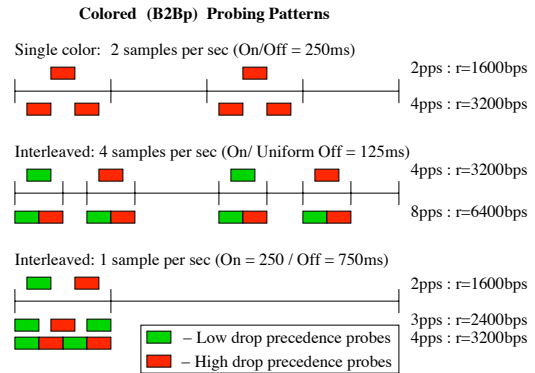 Colored (B2Bp) Probing Patterns
Single color: 2 samples per sec (On/Off = 250ms)
2pps : r=1600bps
4pps : r=3200bps
Interleaved: 4 samples per sec (On/ Uniform Off = 125ms)
4pps : r=3200bps
8pps : r=6400bps
Interleaved: 1 sample per sec (On = 250 / Off = 750ms)
2pps : r=1600bps
3pps : r=2400bps
4pps : r=3200bps
– Low drop precedence probes
– High drop precedence probes